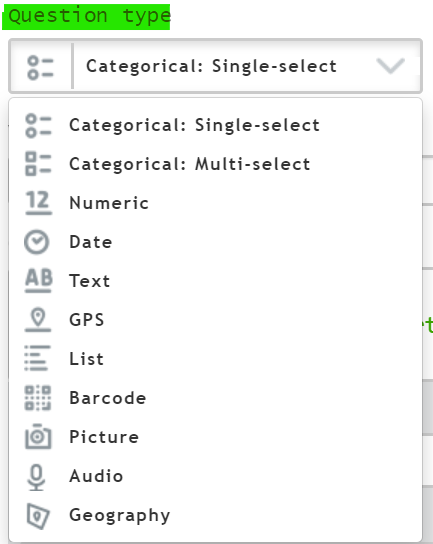 Question type
Categorical: Single-select
Categorical: Single-select
Categorical: Multi-select
12 Numeric
Date
AB Text
GPS
List
Barcode
Picture
Audio
Geography